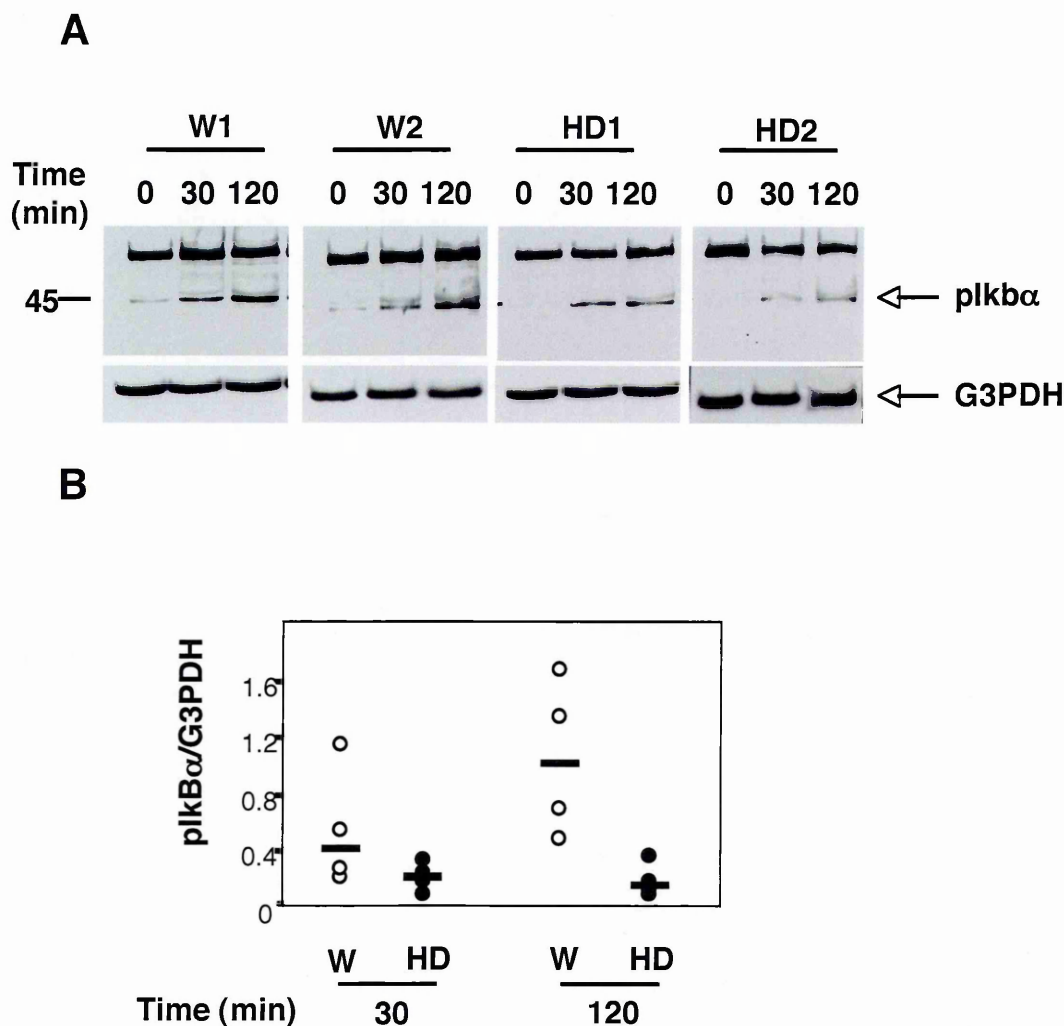 A
W1 W2 HD1 HD2
Time (min) 0 30 120 0 30 120 0 30 120 0 30 120
45 pIkbα
G3PDH
B
pIkBα/G3PDH
1.6
1.2
0.8
0.4
0
W HD W HD
Time (min) 30 120